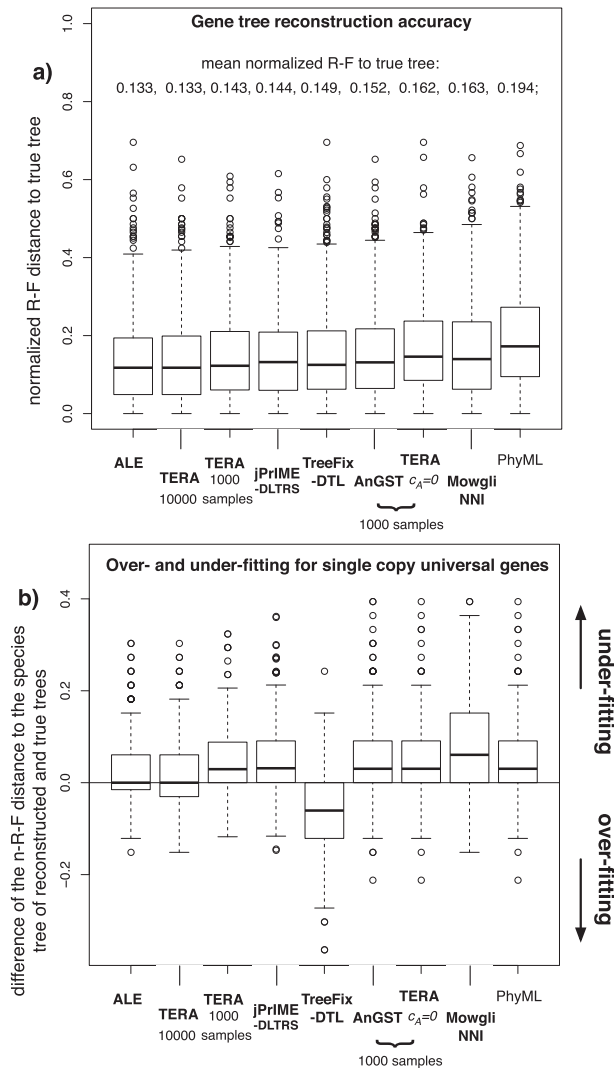 Gene tree reconstruction accuracy
a)
mean normalized R-F to true tree:
0.133, 0.133, 0.143, 0.144, 0.149, 0.152, 0.162, 0.163, 0.194;
normalized R-F distance to true tree
1.0
0.8
0.6
0.4
0.2
0.0
ALE
TERA
10000
TERA
1000
samples
jPrIME
-DLTRS
TreeFix
-DTL
AnGST
TERA
cA=0
1000 samples
Mowgli
NNI
PhyML
Over- and under-fitting for single copy universal genes
b)
difference of the n-R-F distance to the species
tree of reconstructed and true trees
0.4
0.2
0.0
−0.2
under-fitting
over-fitting
ALE
TERA
10000
TERA
1000
samples
jPrIME
-DLTRS
TreeFix
-DTL
AnGST
TERA
cA=0
1000 samples
Mowgli
NNI
PhyML